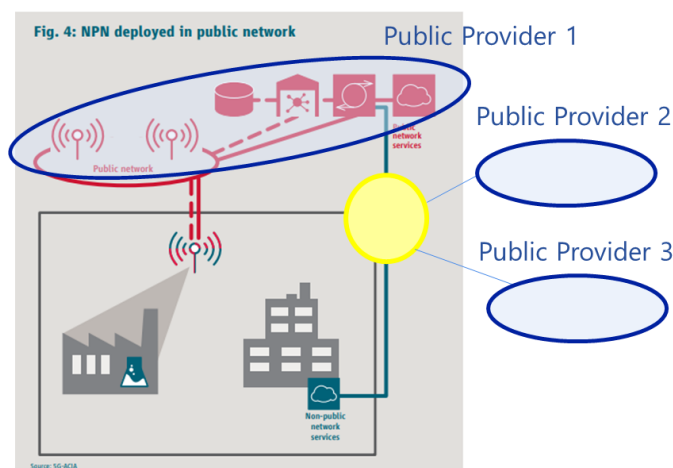 Fig. 4: NPN deployed in public network
Public Provider 1
Public Provider 2
network
services
Public network
Public Provider 3
Non-public
network
services
Source: 5G-ACIA